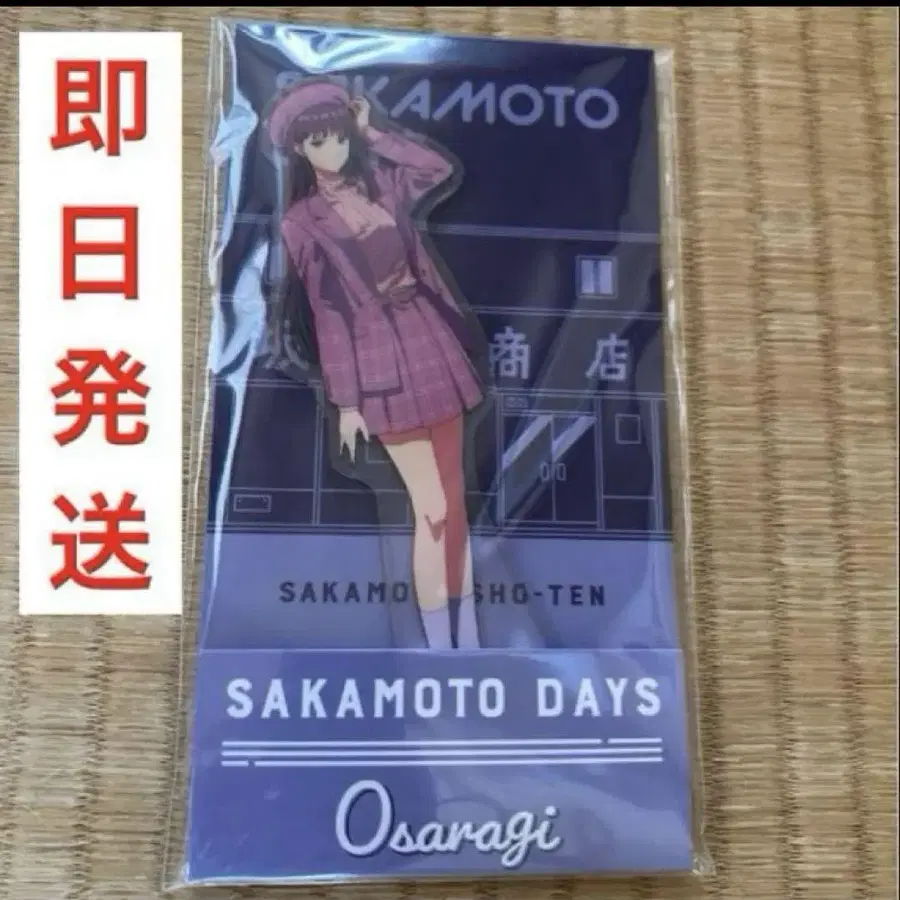 即日発送
SAKAMOTO
商店
SAKAMO SHO-TEN
SAKAMOTO DAYS
Osaragi